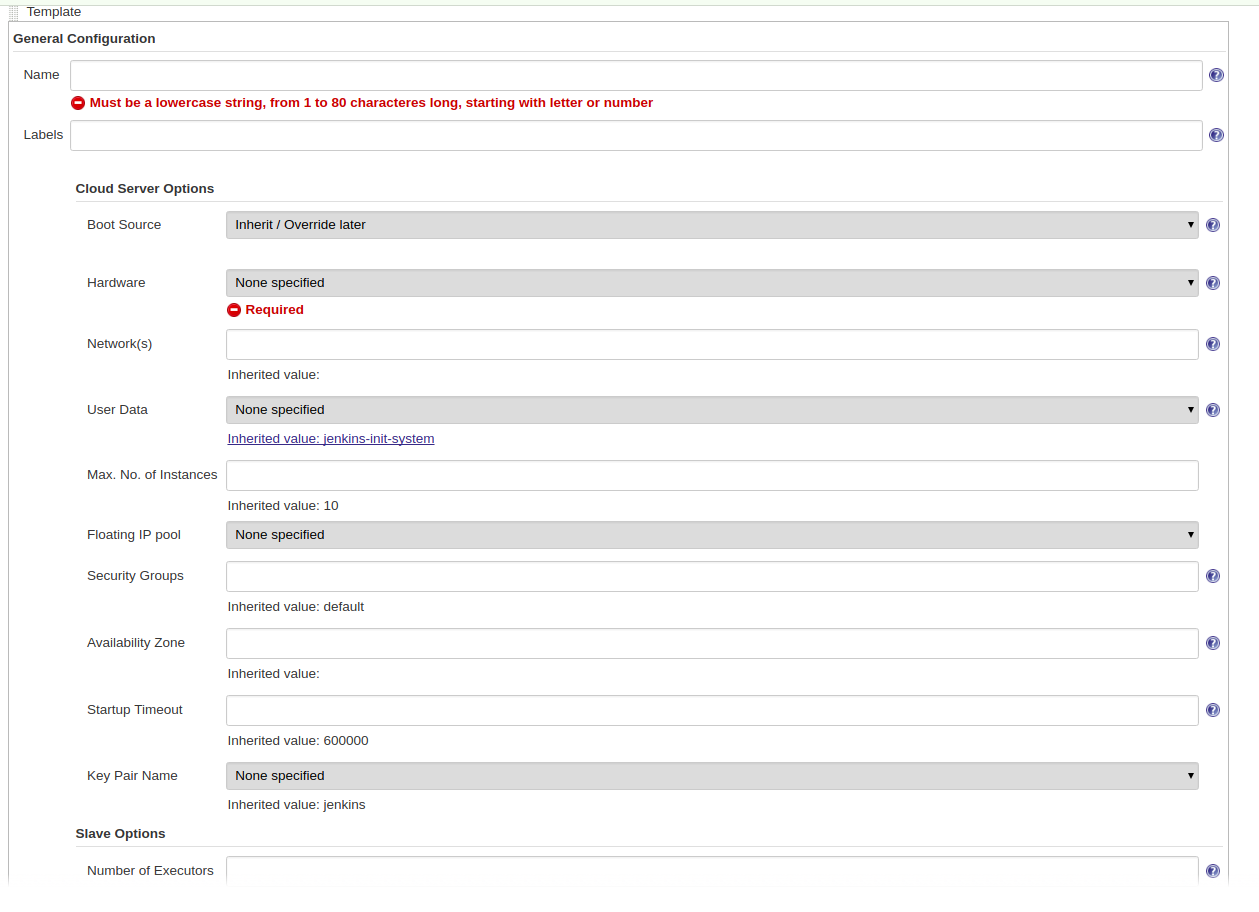 Template
General Configuration
Name
Must be a lowercase string, from 1 to 80 characteres long, starting with letter or number
Labels
Cloud Server Options
Boot Source Inherit / Override later
Hardware None specified
Required
Network(s)
Inherited value:
User Data None specified
Inherited value: jenkins-init-system
Max. No. of Instances
Inherited value: 10
Floating IP pool None specified
Security Groups
Inherited value: default
Availability Zone
Inherited value:
Startup Timeout
Inherited value: 600000
Key Pair Name None specified
Inherited value: jenkins
Slave Options
Number of Executors